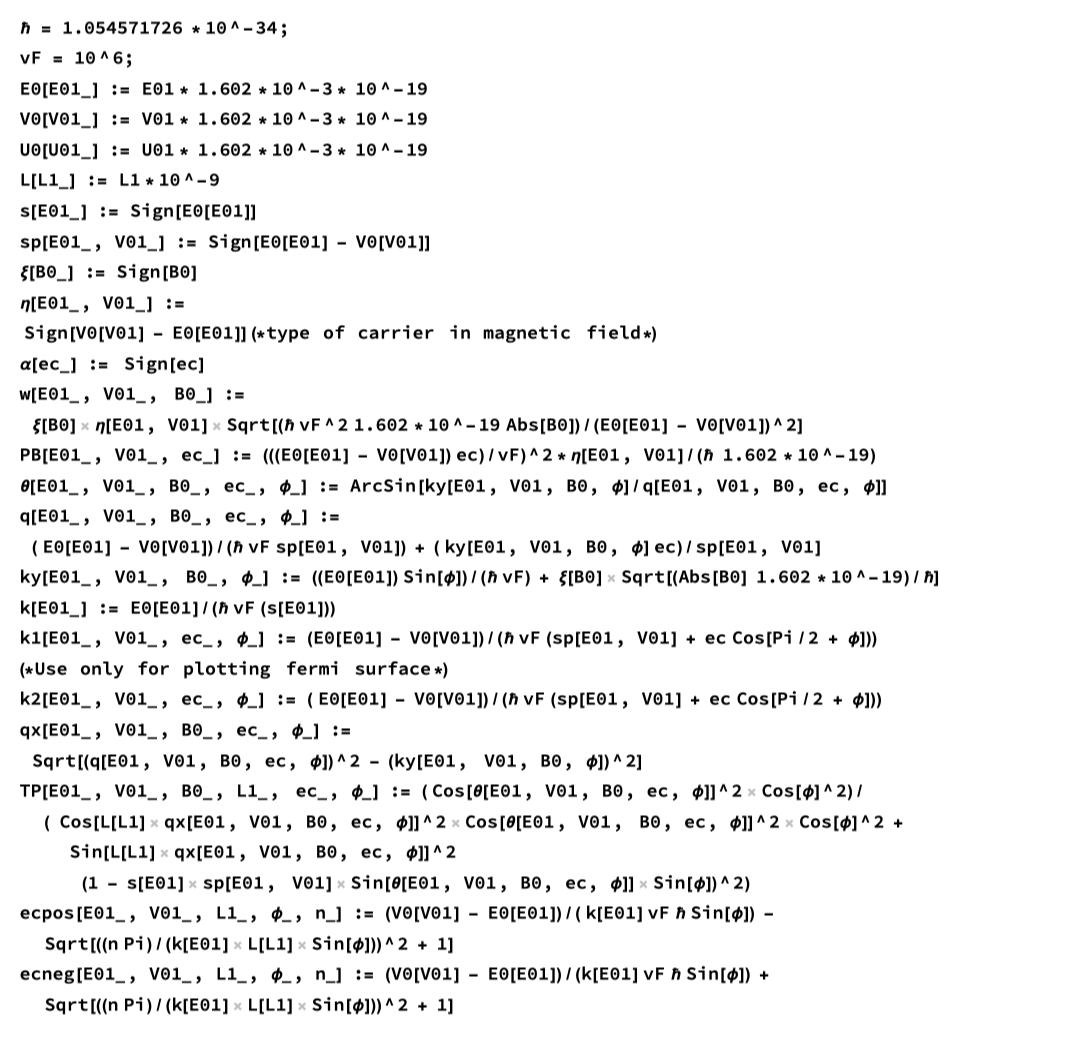 ℏ = 1.054571726 * 10^-34;
vF = 10^6;
E0[E01_] := E01 * 1.602 * 10^-3 * 10^-19
V0[V01_] := V01 * 1.602 * 10^-3 * 10^-19
U0[U01_] := U01 * 1.602 * 10^-3 * 10^-19
L[L1_] := L1 * 10^-9
s[E01_] := Sign[E0[E01]]
sp[E01_, V01_] := Sign[E0[E01] - V0[V01]]
ξ[B0_] := Sign[B0]
η[E01_, V01_] :=
Sign[V0[V01] - E0[E01]] (*type of carrier in magnetic field*)
α[ec_] := Sign[ec]
w[E01_, V01_, B0_] :=
ξ[B0] × η[E01, V01] × Sqrt[(ℏ vF^2 1.602 * 10^-19 Abs[B0]) / (E0[E01] - V0[V01])^2]
PB[E01_, V01_, ec_] := (((E0[E01] - V0[V01]) ec) / vF)^2 * η[E01, V01] / (ℏ 1.602 * 10^-19)
θ[E01_, V01_, B0_, ec_, ϕ_] := ArcSin[ky[E01, V01, B0, ϕ] / q[E01, V01, B0, ec, ϕ]]
q[E01_, V01_, B0_, ec_, ϕ_] :=
(E0[E01] - V0[V01]) / (ℏ vF sp[E01, V01]) + (ky[E01, V01, B0, ϕ] ec) / sp[E01, V01]
ky[E01_, V01_, B0_, ϕ_] := ((E0[E01]) Sin[ϕ]) / (ℏ vF) + ξ[B0] × Sqrt[(Abs[B0] 1.602 * 10^-19) / ℏ]
k[E01_] := E0[E01] / (ℏ vF (s[E01]))
k1[E01_, V01_, ec_, ϕ_] := (E0[E01] - V0[V01]) / (ℏ vF (sp[E01, V01] + ec Cos[Pi / 2 + ϕ]))
(*Use only for plotting fermi surface*)
k2[E01_, V01_, ec_, ϕ_] := (E0[E01] - V0[V01]) / (ℏ vF (sp[E01, V01] + ec Cos[Pi / 2 + ϕ]))
qx[E01_, V01_, B0_, ec_, ϕ_] :=
Sqrt[(q[E01, V01, B0, ec, ϕ])^2 - (ky[E01, V01, B0, ϕ])^2]
TP[E01_, V01_, B0_, L1_, ec_, ϕ_] := (Cos[θ[E01, V01, B0, ec, ϕ]]^2 × Cos[ϕ]^2) /
(Cos[L[L1] × qx[E01, V01, B0, ec, ϕ]]^2 × Cos[θ[E01, V01, B0, ec, ϕ]]^2 × Cos[ϕ]^2 +
Sin[L[L1] × qx[E01, V01, B0, ec, ϕ]]^2
(1 - s[E01] × sp[E01, V01] × Sin[θ[E01, V01, B0, ec, ϕ]] × Sin[ϕ])^2)
ecpos[E01_, V01_, L1_, ϕ_, n_] := (V0[V01] - E0[E01]) / (k[E01] vF ℏ Sin[ϕ]) -
Sqrt[((n Pi) / (k[E01] × L[L1] × Sin[ϕ]))^2 + 1]
ecneg[E01_, V01_, L1_, ϕ_, n_] := (V0[V01] - E0[E01]) / (k[E01] vF ℏ Sin[ϕ]) +
Sqrt[((n Pi) / (k[E01] × L[L1] × Sin[ϕ]))^2 + 1]